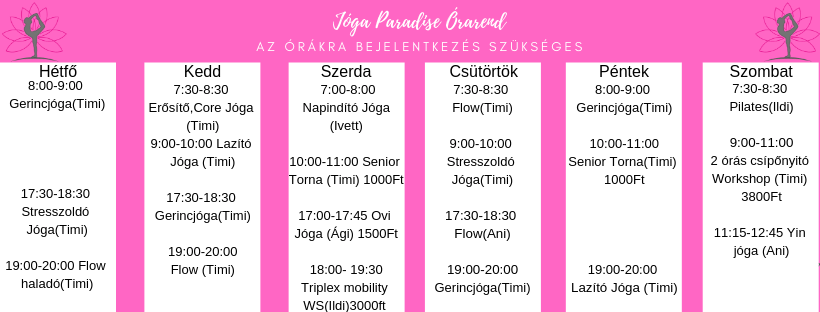 Jóga Paradise Órarend
AZ ÓRÁKRA BEJELENTKEZÉS SZÜKSÉGES
Hétfő
8:00-9:00
Gerincjóga(Timi)
17:30-18:30
Stresszoldó
Jóga(Timi)
19:00-20:00 Flow
haladó(Timi)
Kedd
7:30-8:30
Erősítő,Core Jóga
(Timi)
9:00-10:00 Lazító
Jóga (Timi)
17:30-18:30
Gerincjóga(Timi)
19:00-20:00
Flow (Timi)
Szerda
7:00-8:00
Napindító Jóga
(Ivett)
10:00-11:00 Senior
Torna (Timi) 1000Ft
17:00-17:45 Ovi
Jóga (Ági) 1500Ft
18:00- 19:30
Triplex mobility
WS(Ildi)3000ft
Csütörtök
7:30-8:30
Flow(Timi)
9:00-10:00
Stresszoldó
Jóga(Timi)
17:30-18:30
Flow(Ani)
19:00-20:00
Gerincjóga(Timi)
Péntek
8:00-9:00
Gerincjóga(Timi)
10:00-11:00
Senior Torna(Timi)
1000Ft
19:00-20:00
Lazító Jóga (Timi)
Szombat
7:30-8:30
Pilates(Ildi)
9:00-11:00
2 órás csípőnyitó
Workshop (Timi)
3800Ft
11:15-12:45 Yin
jóga (Ani)